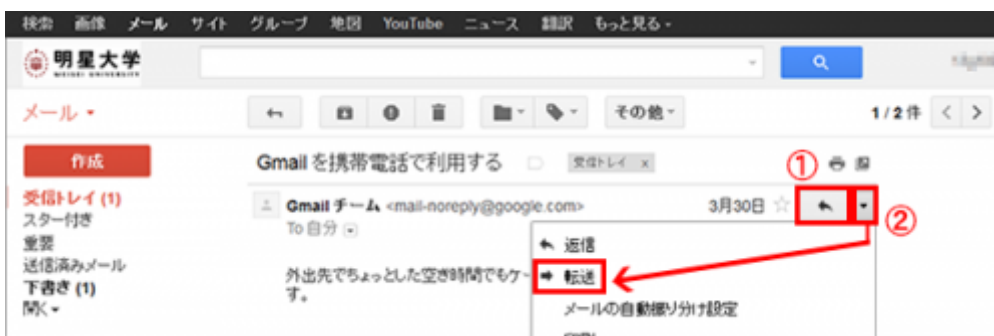 検索 画像 メール サイト グループ 地図 YouTube ニュース 翻訳 もっと見る
明星大学
MEISEI UNIVERSITY
メール
その他
1/2件
作成
Gmail を携帯電話で利用する
受信トレイ x
①
受信トレイ (1)
Gmail チーム <mail-noreply@google.com>
3月30日
②
スター付き
To 自分
重要
返信
送信済みメール
外出先でちょっとした空き時間でもケー
転送
下書き (1)
す。
開く
メールの自動振り分け設定